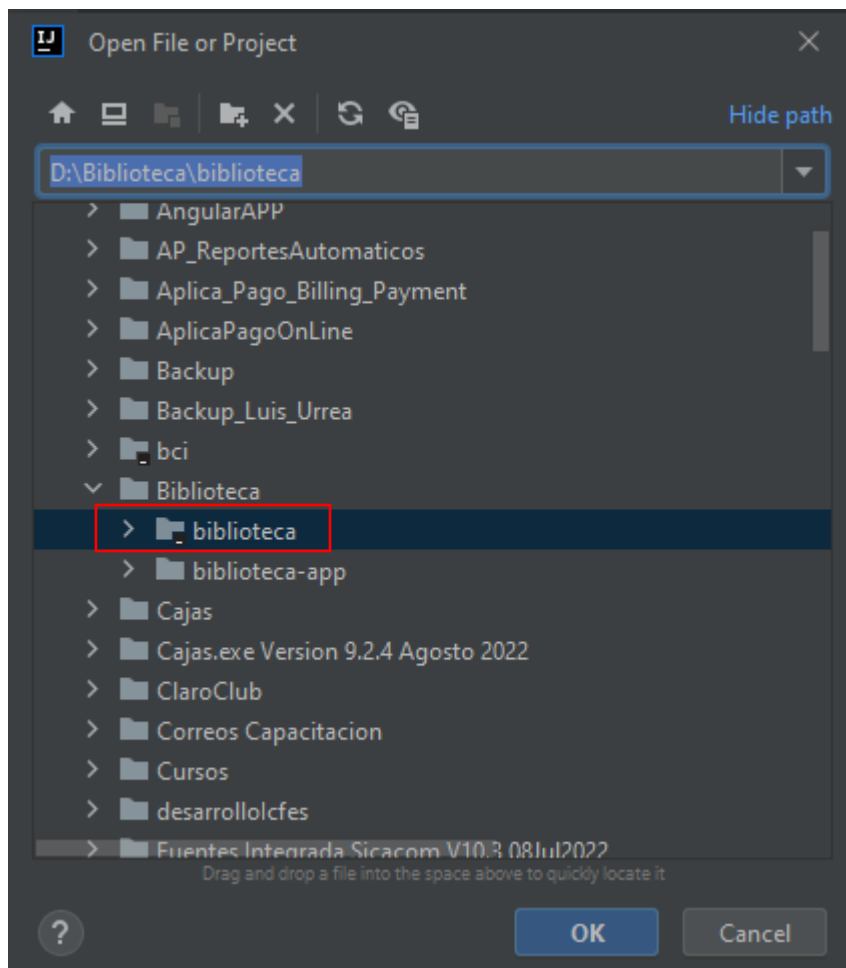 IJ
Open File or Project
Hide path
D:\Biblioteca\biblioteca
AngularAPP
AP_ReportesAutomaticos
Aplica_Pago_Billing_Payment
AplicaPagoOnLine
Backup
Backup_Luis_Urrea
bci
Biblioteca
biblioteca
biblioteca-app
Cajas
Cajas.exe Version 9.2.4 Agosto 2022
ClaroClub
Correos Capacitacion
Cursos
desarrolloIcfes
Fuentes Integrada Sicacom V10.3 08Jul2022
Drag and drop a file into the space above to quickly locate it
?
OK
Cancel